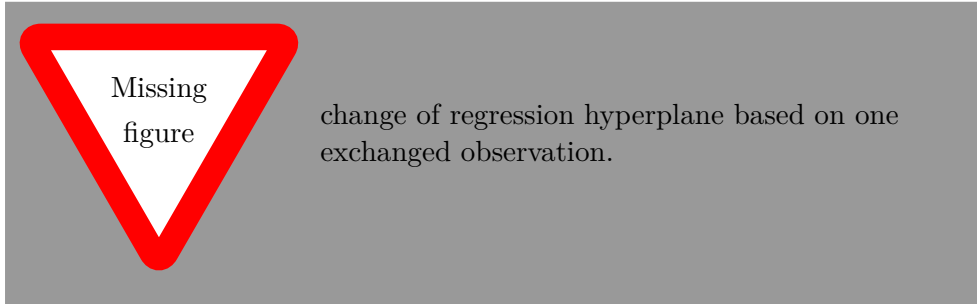 Missing
figure
change of regression hyperplane based on one
exchanged observation.